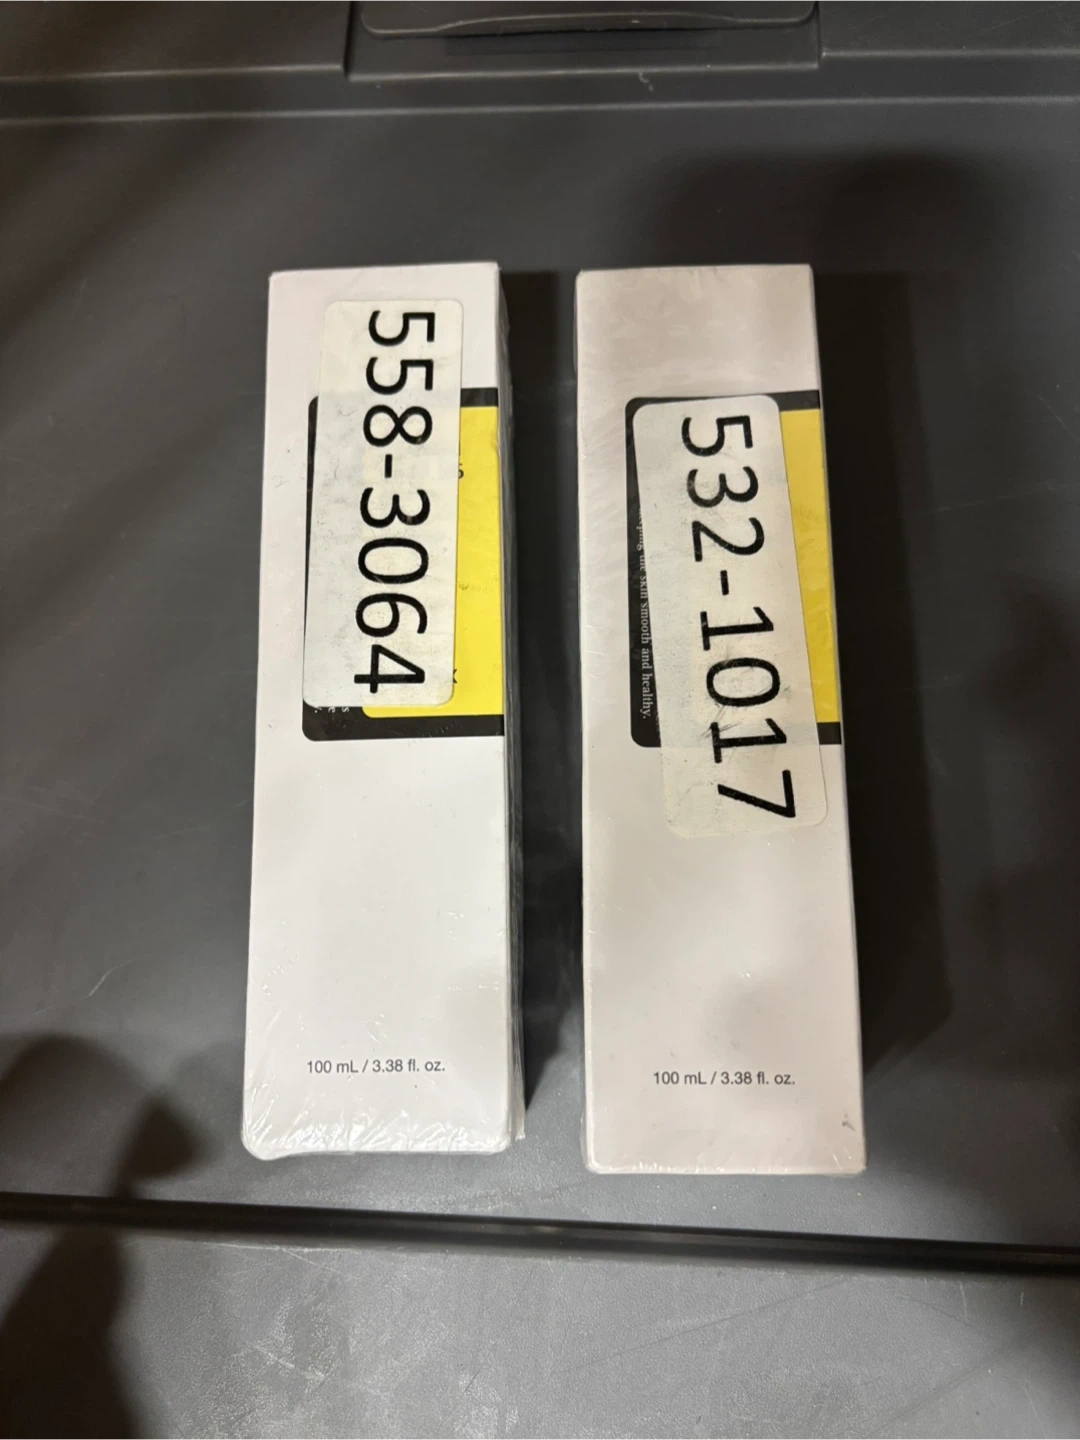 558-3064
100 mL / 3.38 fl. oz.
532-1017
the skin smooth and healthy.
100 mL / 3.38 fl. oz.